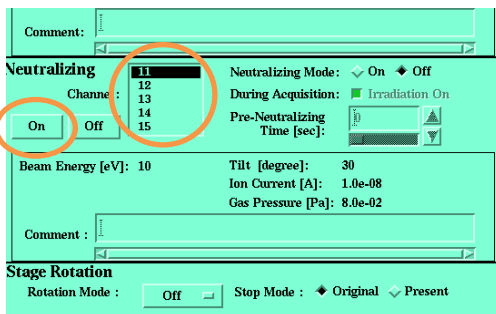 Comment:
Neutralizing
Channel:
11
12
13
14
15
Neutralizing Mode: On Off
During Acquisition: Irradiation On
Pre-Neutralizing
Time [sec]:
0
On Off
Beam Energy [eV]: 10
Tilt [degree]: 30
Ion Current [A]: 1.0e-08
Gas Pressure [Pa]: 8.0e-02
Comment :
Stage Rotation
Rotation Mode : Off Stop Mode : Original Present